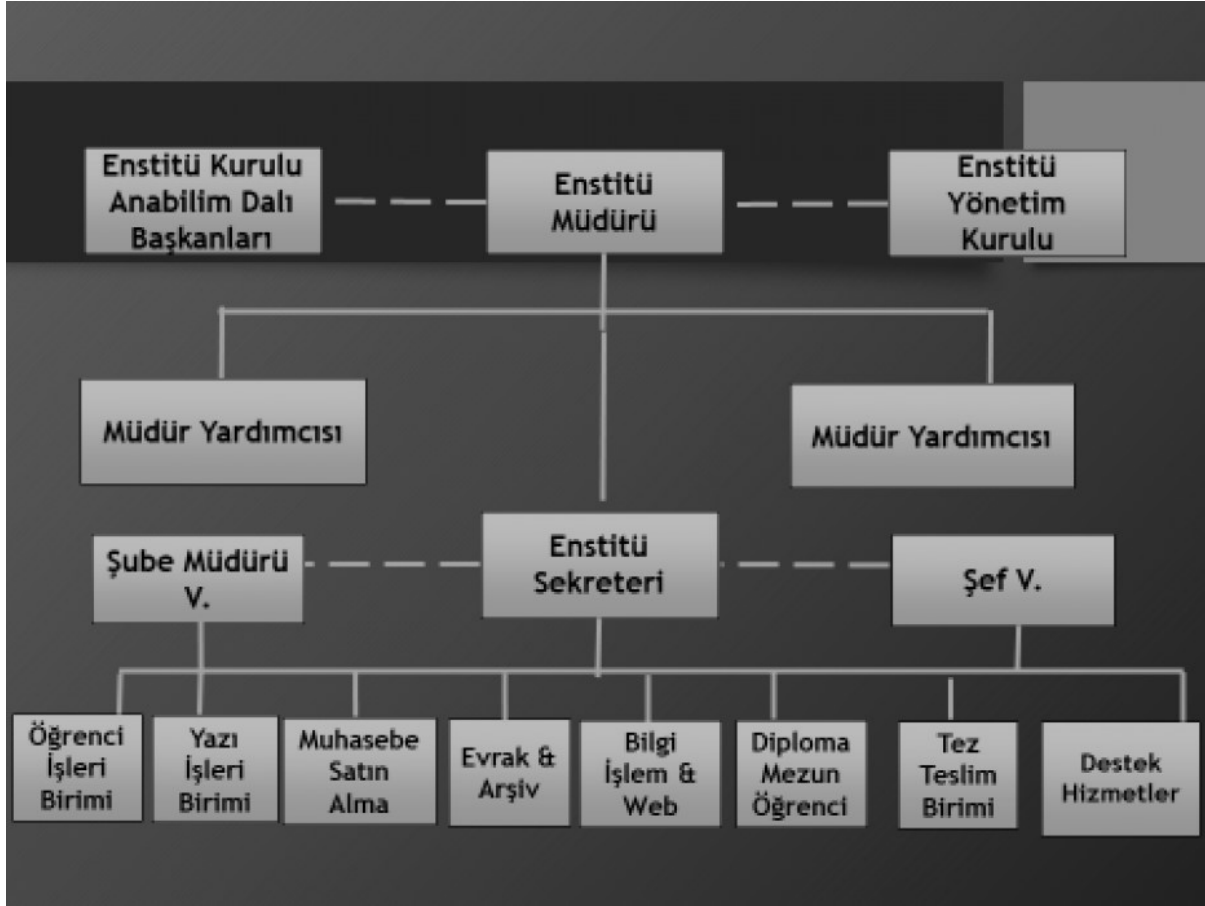 Enstitü Kurulu
Anabilim Dalı
Başkanları
Enstitü
Müdürü
Enstitü
Yönetim
Kurulu
Müdür Yardımcısı
Müdür Yardımcısı
Şube Müdürü
V.
Enstitü
Sekreteri
Şef V.
Öğrenci
İşleri
Birimi
Yazı
İşleri
Birimi
Muhasebe
Satın
Alma
Evrak &
Arşiv
Bilgi
İşlem &
Web
Diploma
Mezun
Öğrenci
Tez
Teslim
Birimi
Destek
Hizmetler